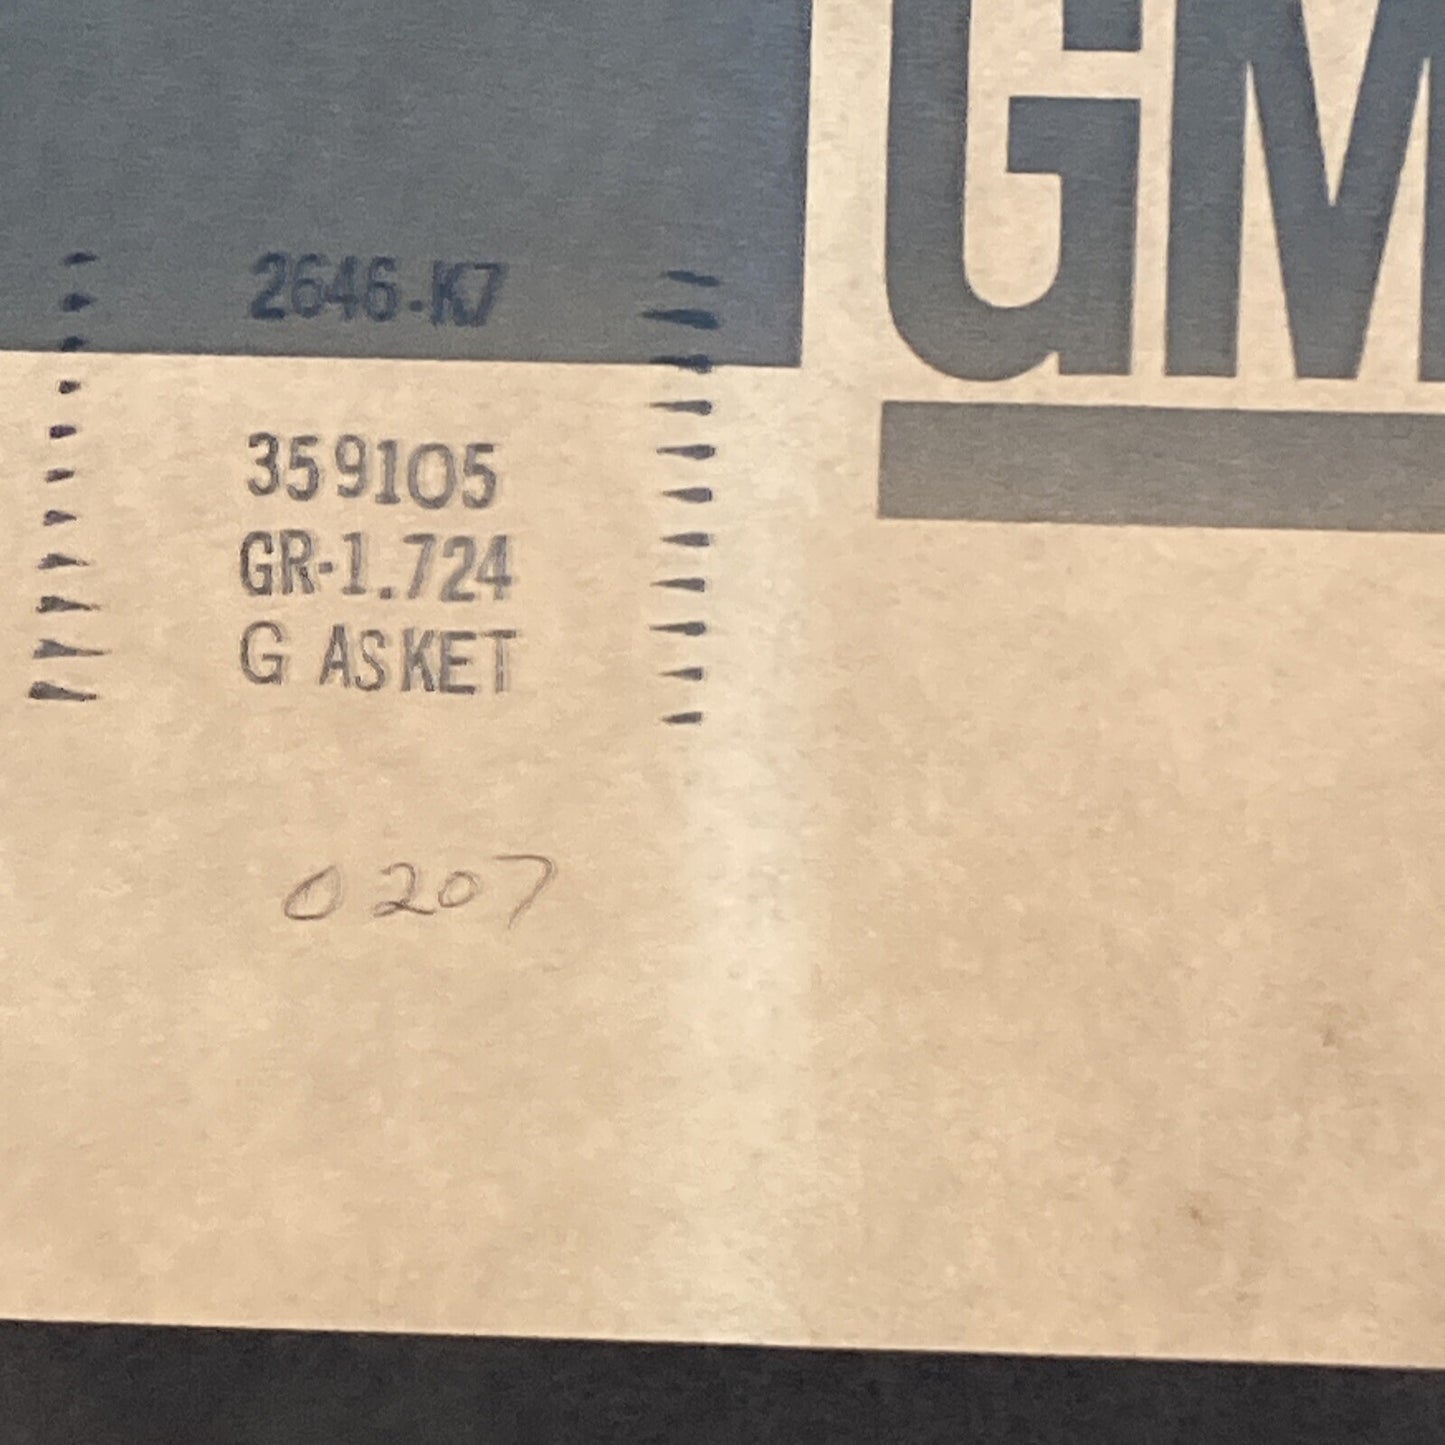 GM
2646-K7
359105
GR-1.724
G ASKET
0207